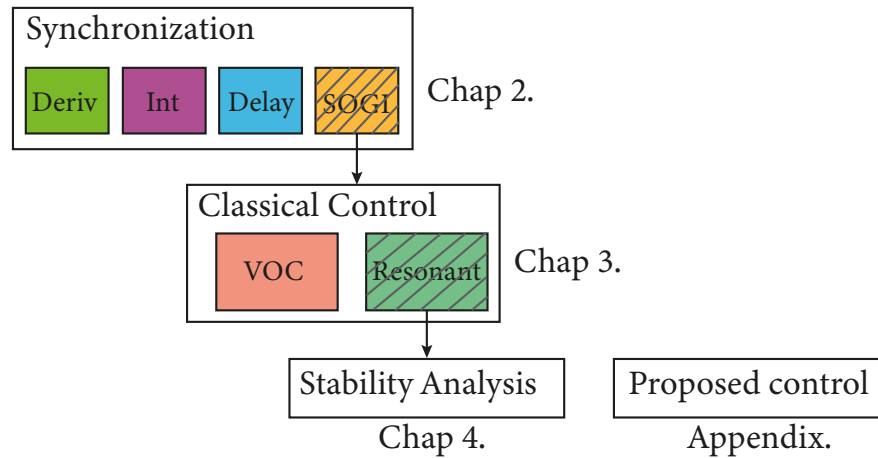 Synchronization
Deriv Int Delay SOGI
Chap 2.
Classical Control
VOC Resonant
Chap 3.
Stability Analysis
Chap 4.
Proposed control
Appendix.